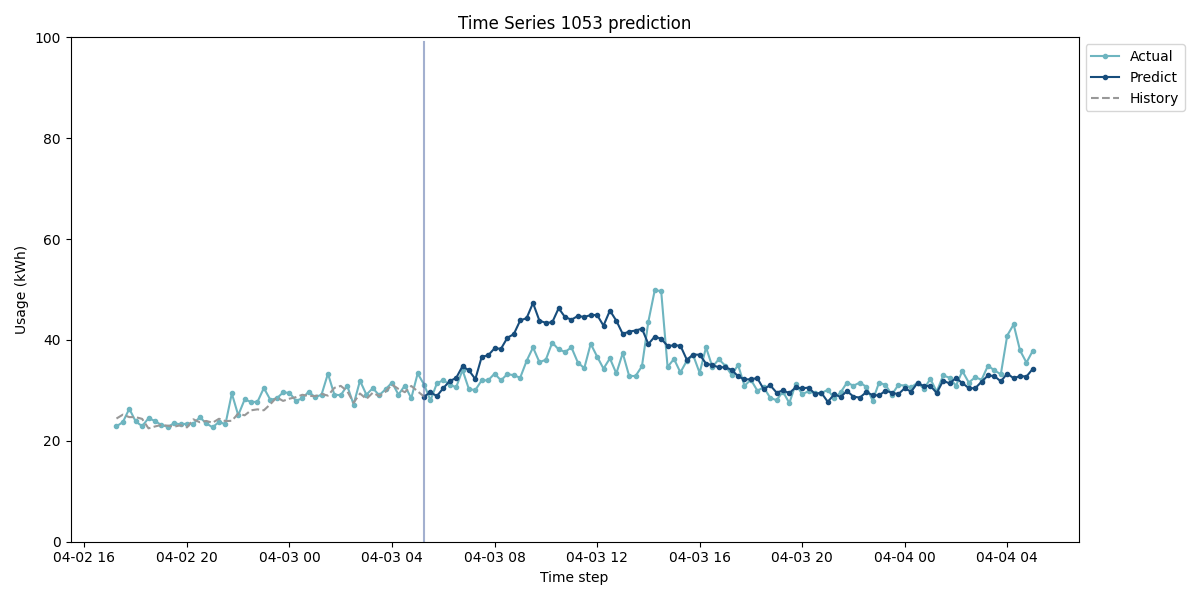 Time Series 1053 prediction
100
80
60
40
20
0
Usage (kWh)
04-02 16
04-02 20
04-03 00
04-03 04
04-03 08
04-03 12
04-03 16
04-03 20
04-04 00
04-04 04
Time step
Actual
Predict
History